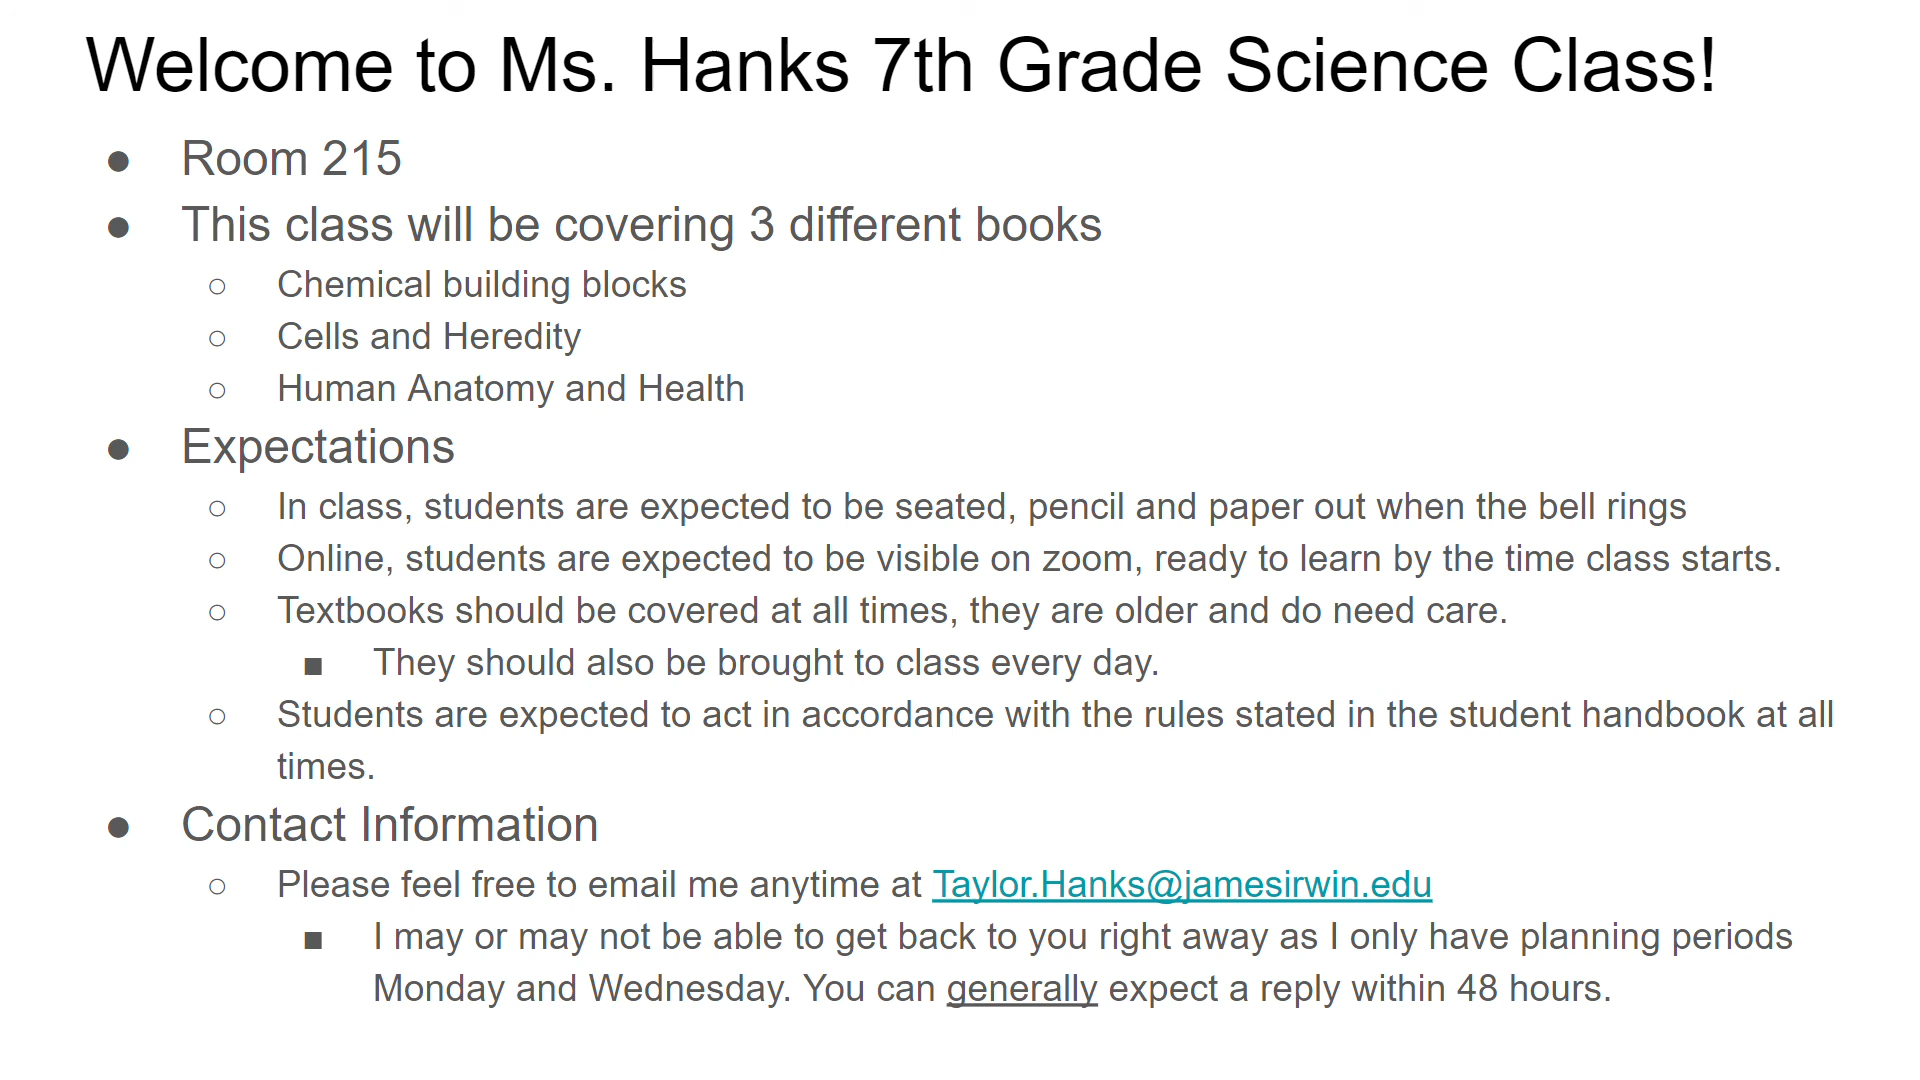 Welcome to Ms. Hanks 7th Grade Science Class!
● Room 215
● This class will be covering 3 different books
○ Chemical building blocks
○ Cells and Heredity
○ Human Anatomy and Health
● Expectations
○ In class, students are expected to be seated, pencil and paper out when the bell rings
○ Online, students are expected to be visible on zoom, ready to learn by the time class starts.
○ Textbooks should be covered at all times, they are older and do need care.
■ They should also be brought to class every day.
○ Students are expected to act in accordance with the rules stated in the student handbook at all
times.
● Contact Information
○ Please feel free to email me anytime at Taylor.Hanks@jamesirwin.edu
■ I may or may not be able to get back to you right away as I only have planning periods
Monday and Wednesday. You can generally expect a reply within 48 hours.